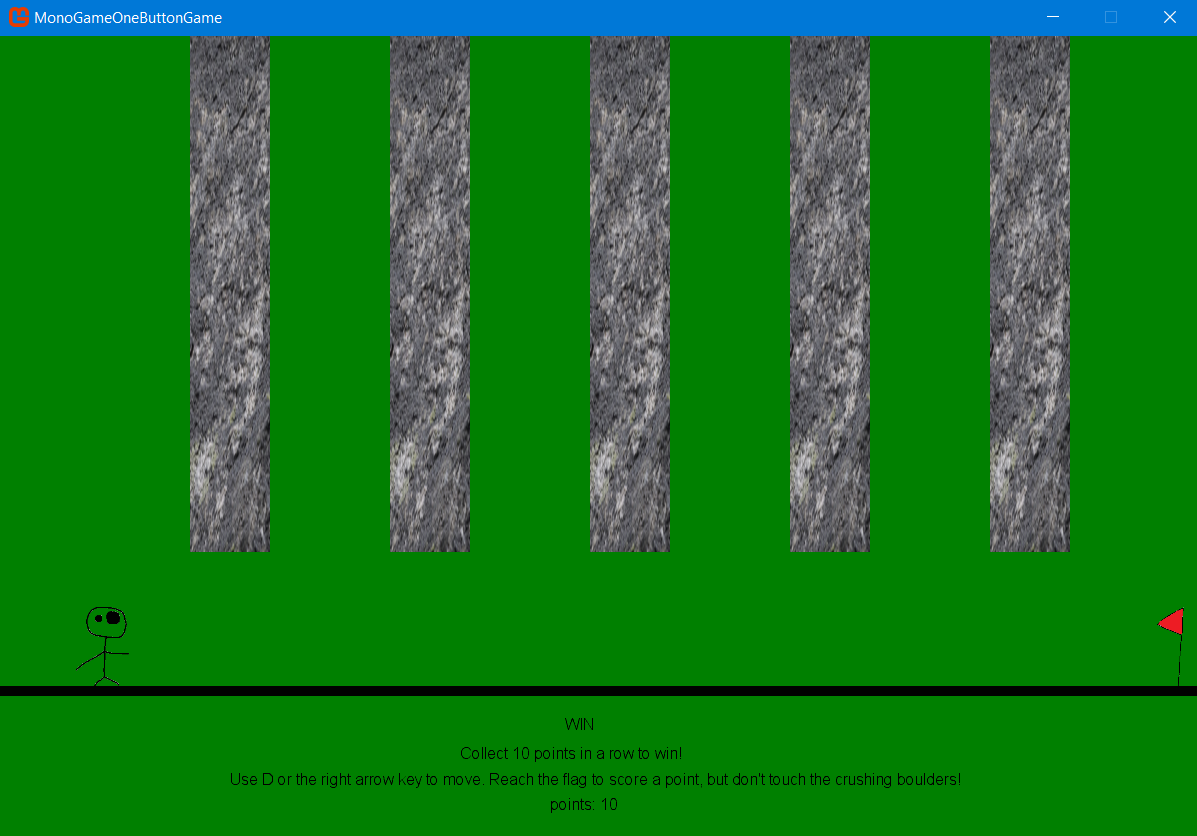 MonoGameOneButtonGame
WIN
Collect 10 points in a row to win!
Use D or the right arrow key to move. Reach the flag to score a point, but don't touch the crushing boulders!
points: 10